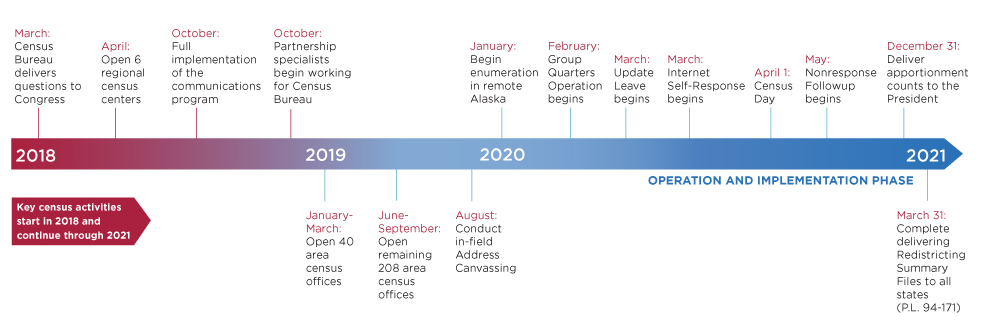 March:
Census
Bureau
delivers
questions to
Congress
April:
Open 6
regional
census
centers
October:
Full
implementation
of the
communications
program
October:
Partnership
specialists
begin working
for Census
Bureau
January:
Begin
enumeration
in remote
Alaska
February:
Group
Quarters
Operation
begins
March:
Update
Leave
begins
March:
Internet
Self-Response
begins
April 1:
Census
Day
May:
Nonresponse
Followup
begins
December 31:
Deliver
apportionment
counts to the
President
2018
2019
2020
2021
OPERATION AND IMPLEMENTATION PHASE
Key census activities
start in 2018 and
continue through 2021
January-
March:
Open 40
area
census
offices
June-
September:
Open
remaining
208 area
census
offices
August:
Conduct
in-field
Address
Canvassing
March 31:
Complete
delivering
Redistricting
Summary
Files to all
states
(P.L. 94-171)